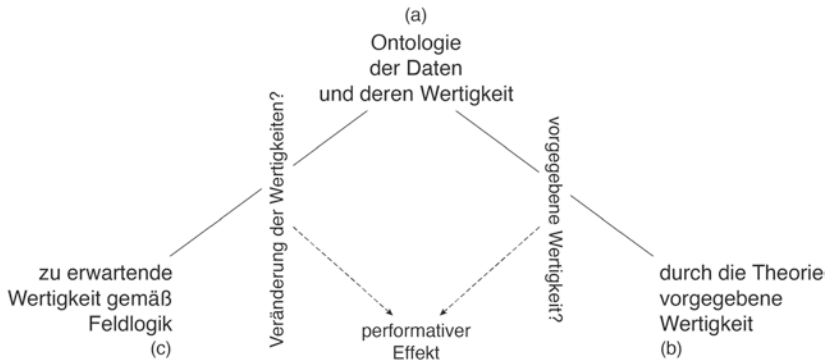 (a)
Ontologie
der Daten
und deren Wertigkeit
Veränderung der Wertigkeiten?
vorgegebene Wertigkeit?
zu erwartende
Wertigkeit gemäß
Feldlogik
(c)
performativer
Effekt
durch die Theorie
vorgegebene
Wertigkeit
(b)